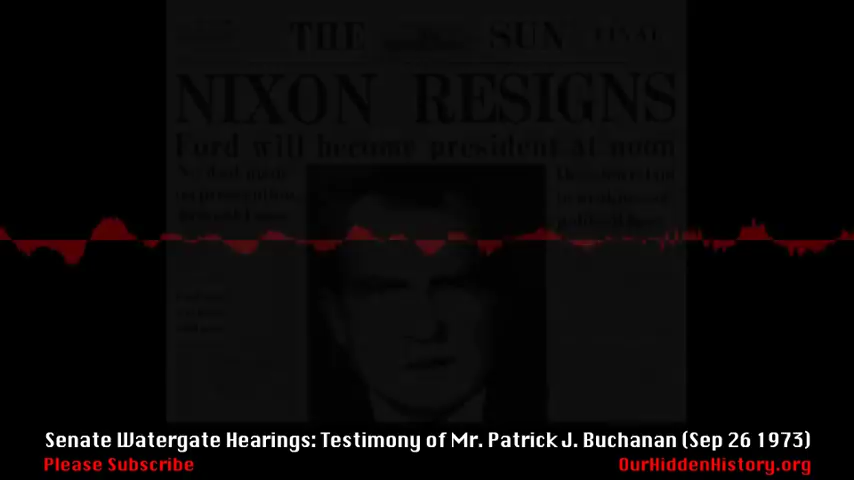 THE SUN FINAL
NIXON RESIGNS
Ford will become president at noon
Senate Watergate Hearings: Testimony of Mr. Patrick J. Buchanan (Sep 26 1973)
Please Subscribe
OurHiddenHistory.org